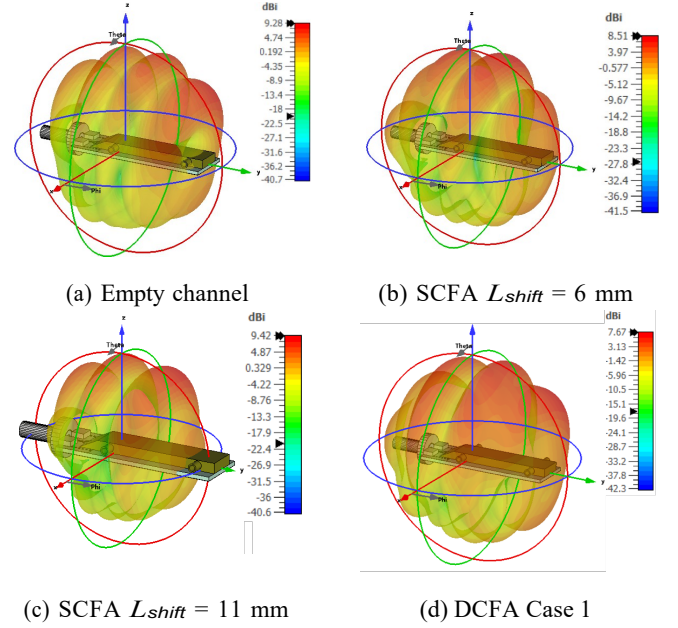 dBi
9.28
4.74
0.192
-4.35
-8.9
-13.4
-18
-22.5
-27.1
-31.6
-36.2
-40.7
z
Theta
x
Phi
y
(a) Empty channel
dBi
8.51
3.97
-0.577
-5.12
-9.67
-14.2
-18.8
-23.3
-27.8
-32.4
-36.9
-41.5
z
Theta
x
Phi
y
(b) SCFA Lshift = 6 mm
dBi
9.42
4.87
0.329
-4.22
-8.76
-13.3
-17.9
-22.4
-26.9
-31.5
-36
-40.6
z
Theta
x
Phi
y
(c) SCFA Lshift = 11 mm
dBi
7.67
3.13
-1.42
-5.96
-10.5
-15.1
-19.6
-24.1
-28.7
-33.2
-37.8
-42.3
z
Theta
x
Phi
y
(d) DCFA Case 1